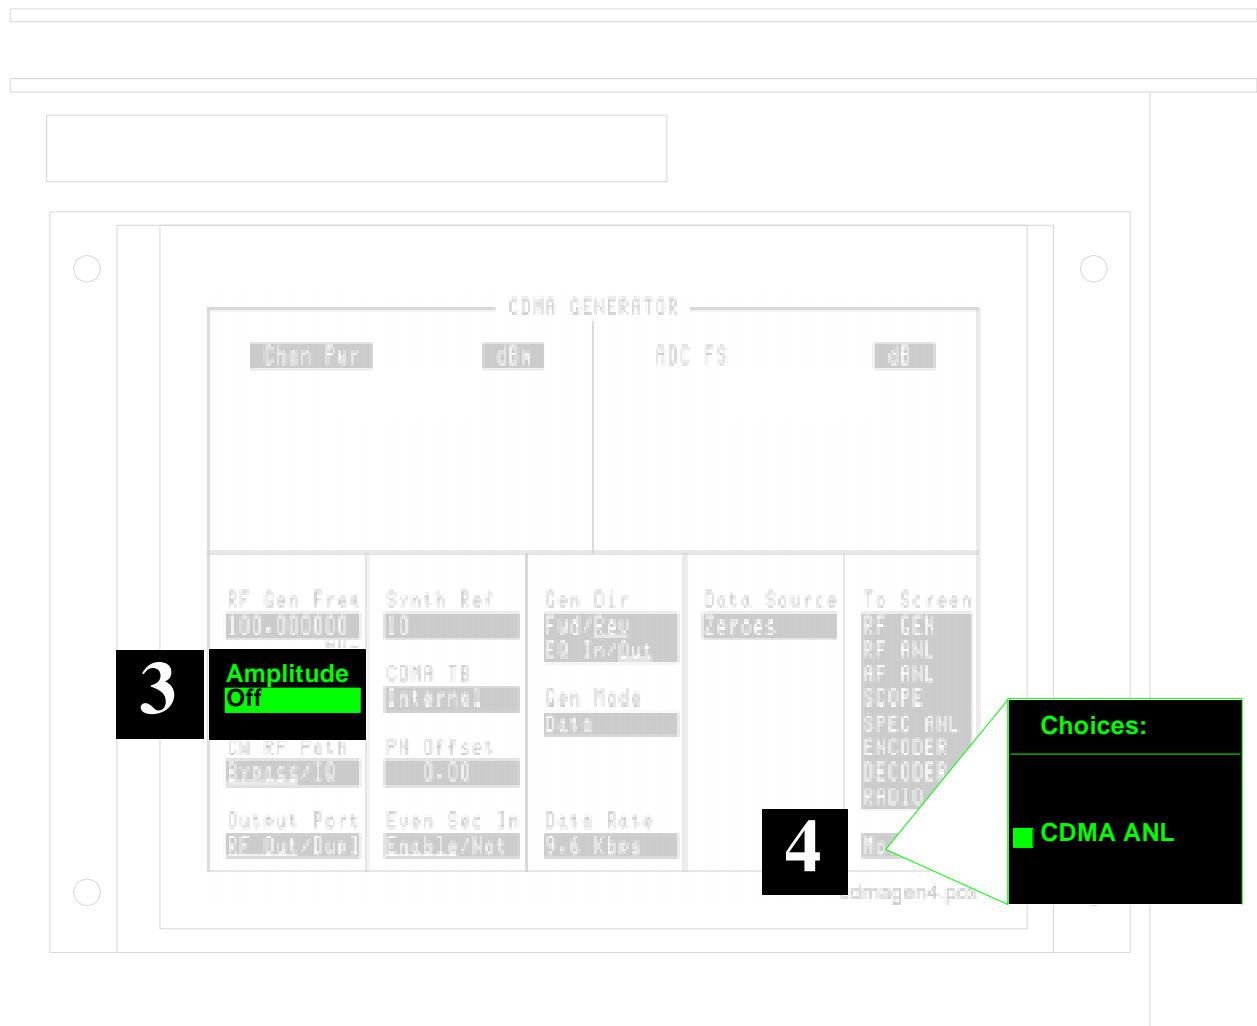 CDMA GENERATOR
Chan Pwr dBm ADC FS dB
RF Gen Freq
100.000000
3
Amplitude
Off
CW RF Path
Bypass/IQ
Output Port
RF Out/Dupl
Synth Ref
10
CDMA TB
Internal
PN Offset
0.00
Even Sec In
Enable/Not
Gen Dir
Fwd/Rev
EQ In/Out
Gen Mode
Data
Data Rate
9.6 Kbps
Data Source
Zeroes
To Screen
RF GEN
RF ANL
AF ANL
SCOPE
SPEC ANL
ENCODER
DECODER
RADIO
4
Choices:
CDMA ANL
cdmagen4.pcx